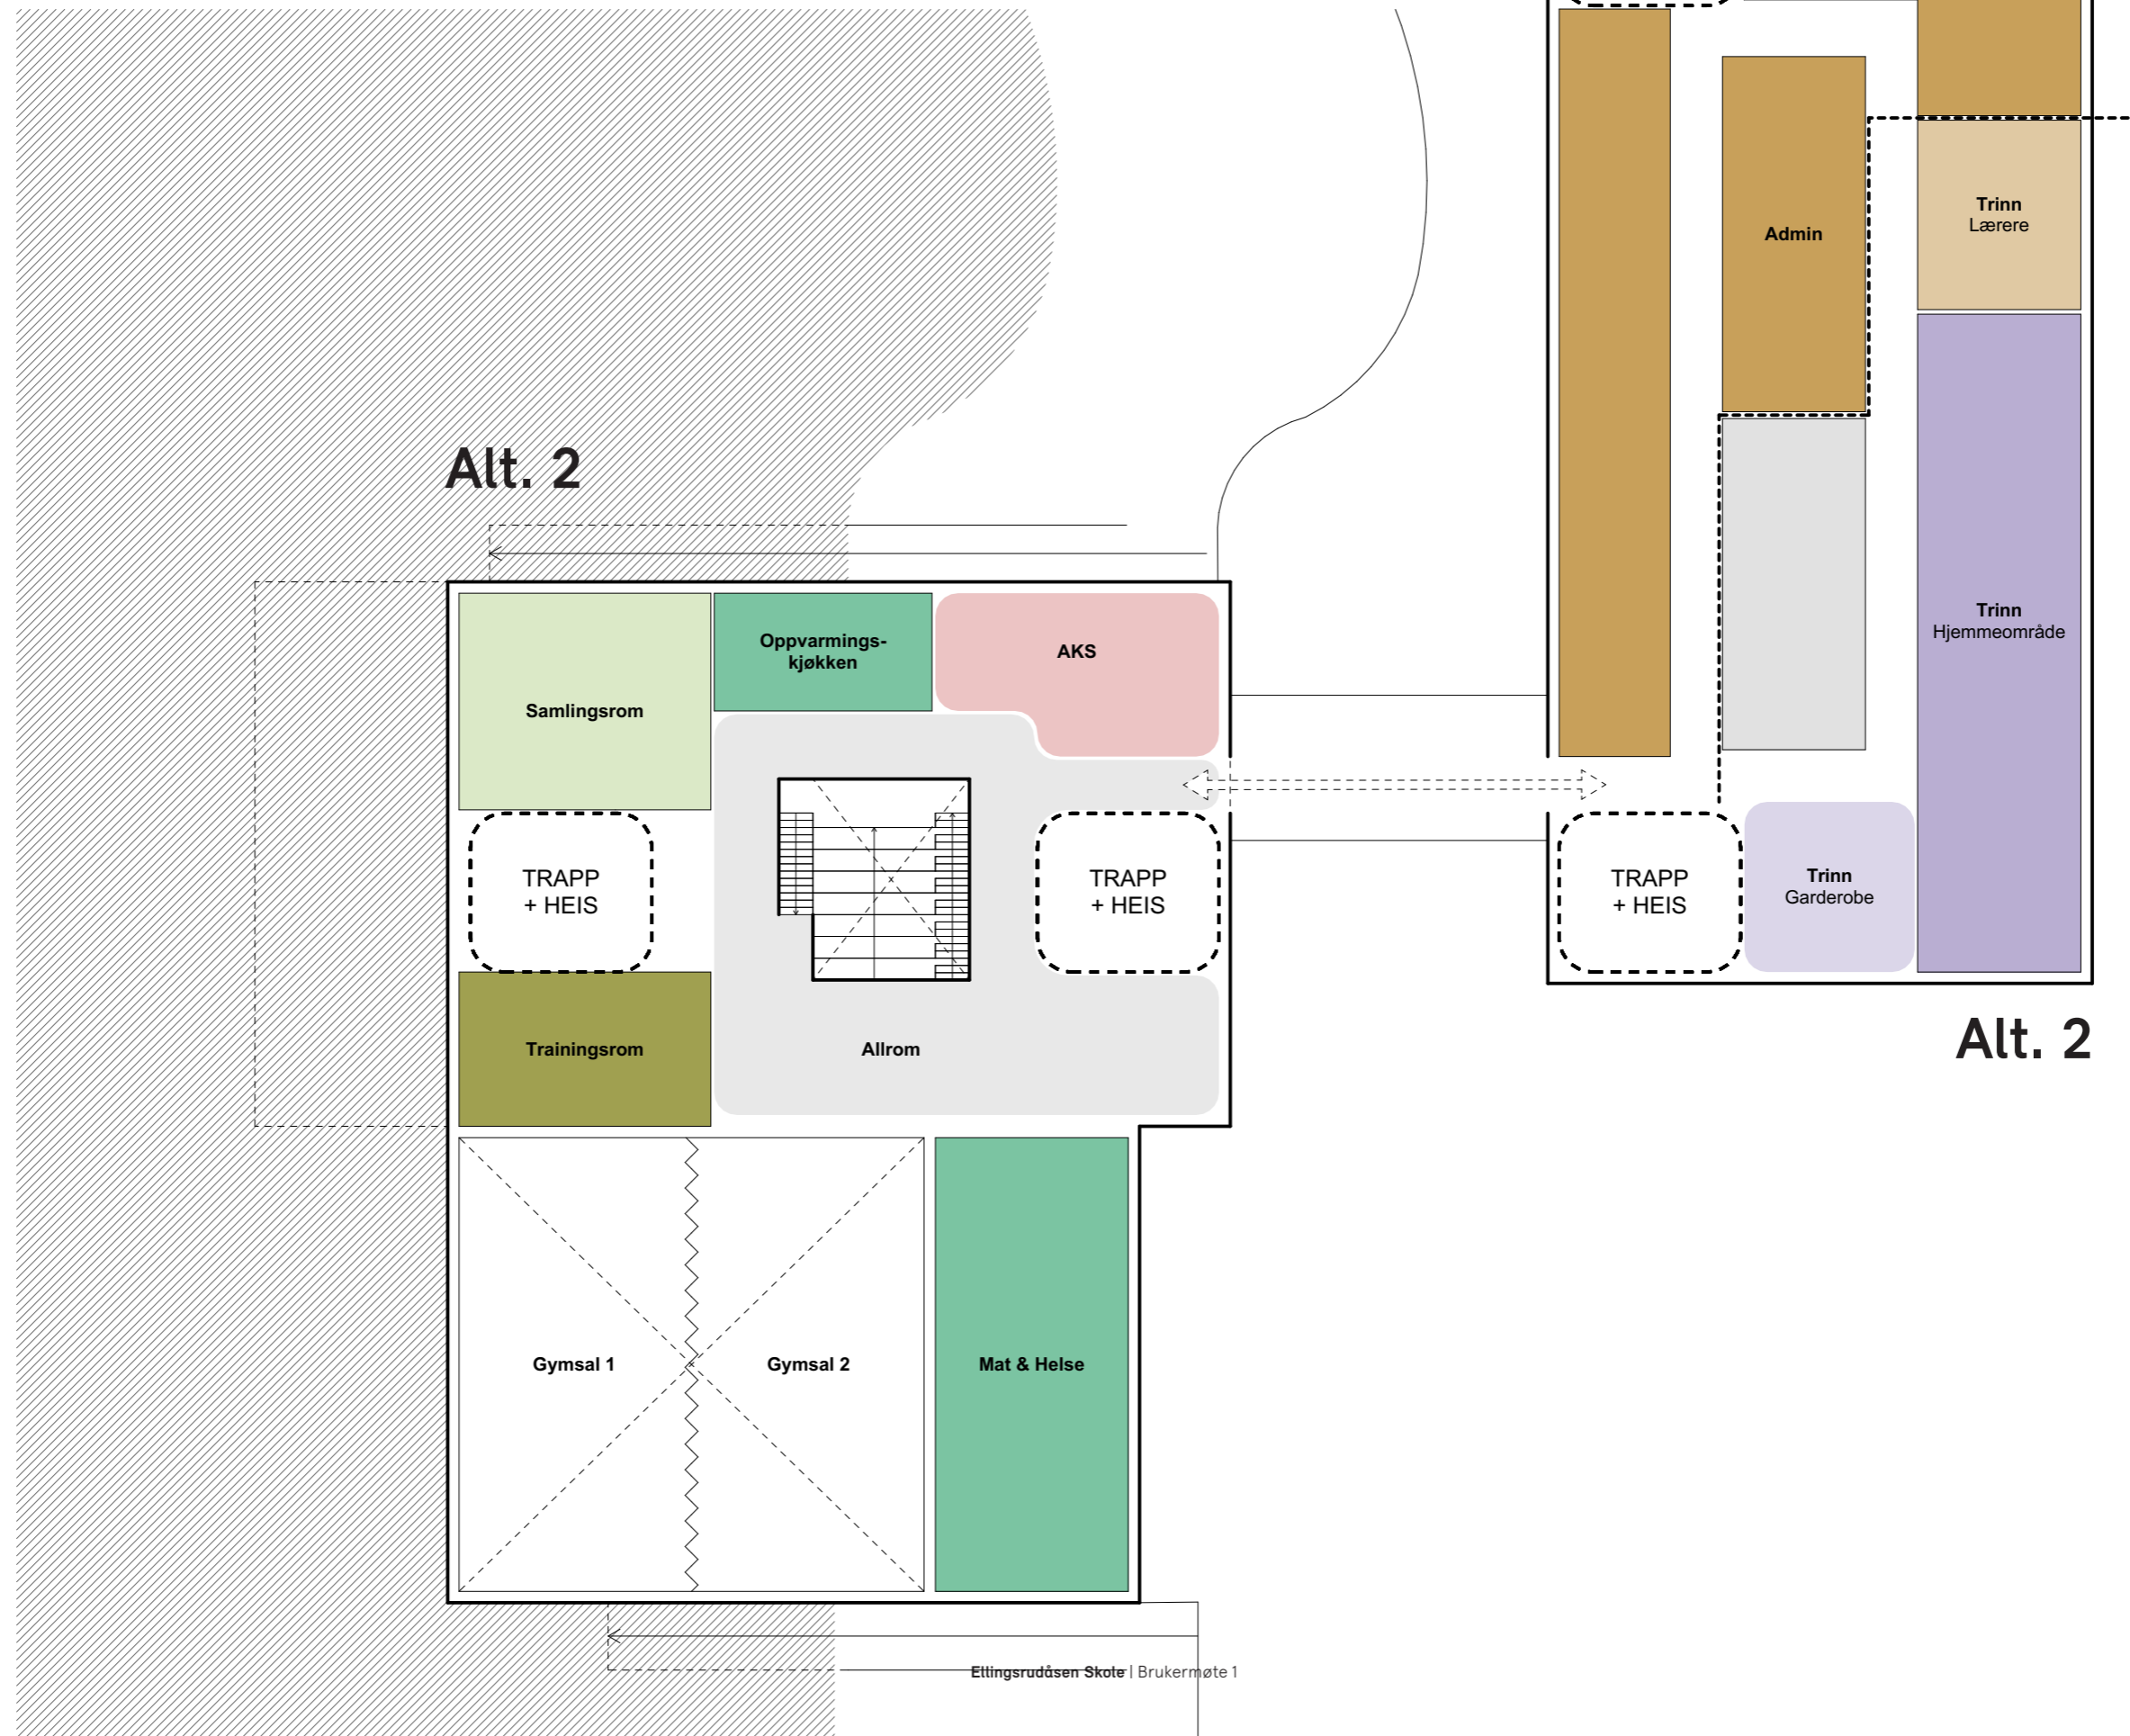 Admin
Trinn
Lærere
Alt. 2
Oppvarmings-
kjøkken
AKS
Samlingsrom
Trinn
Hjemmeområde
TRAPP
+ HEIS
TRAPP
+ HEIS
TRAPP
+ HEIS
Trinn
Garderobe
Trainingsrom
Allrom
Alt. 2
Gymsal 1
Gymsal 2
Mat & Helse
Ellingsrudåsen Skole | Brukermøte 1